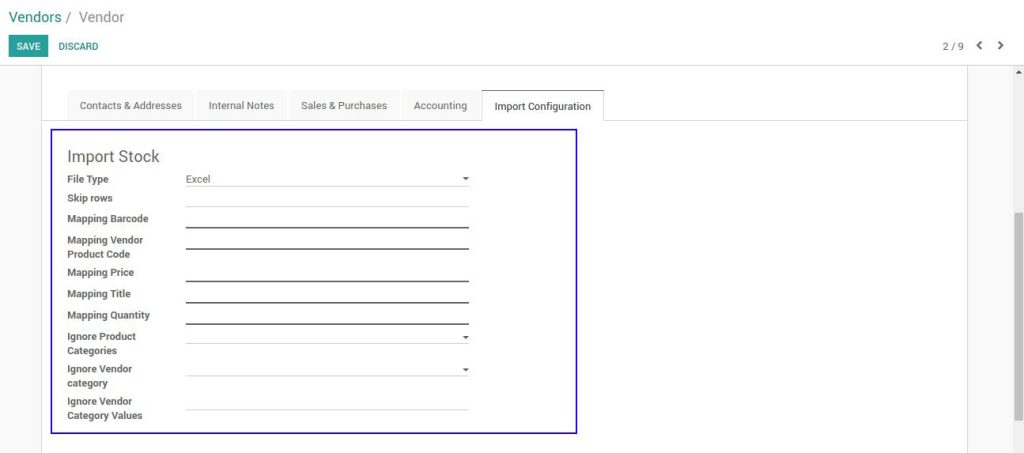 Vendors / Vendor
SAVE DISCARD 2 / 9
Contacts & Addresses Internal Notes Sales & Purchases Accounting Import Configuration
Import Stock
File Type Excel
Skip rows
Mapping Barcode
Mapping Vendor
Product Code
Mapping Price
Mapping Title
Mapping Quantity
Ignore Product
Categories
Ignore Vendor
category
Ignore Vendor
Category Values